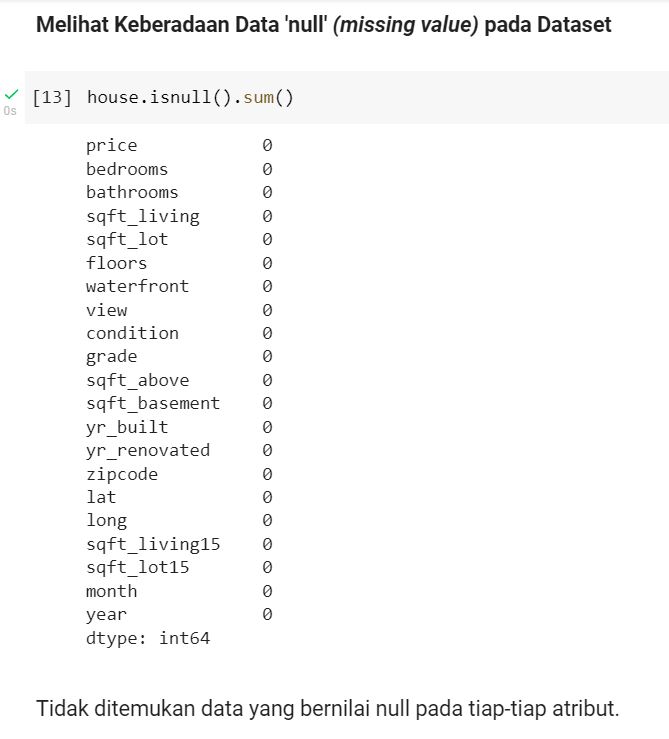 Melihat Keberadaan Data 'null' (missing value) pada Dataset
[13] house.isnull().sum()
0s
price 0
bedrooms 0
bathrooms 0
sqft_living 0
sqft_lot 0
floors 0
waterfront 0
view 0
condition 0
grade 0
sqft_above 0
sqft_basement 0
yr_built 0
yr_renovated 0
zipcode 0
lat 0
long 0
sqft_living15 0
sqft_lot15 0
month 0
year 0
dtype: int64
Tidak ditemukan data yang bernilai null pada tiap-tiap atribut.